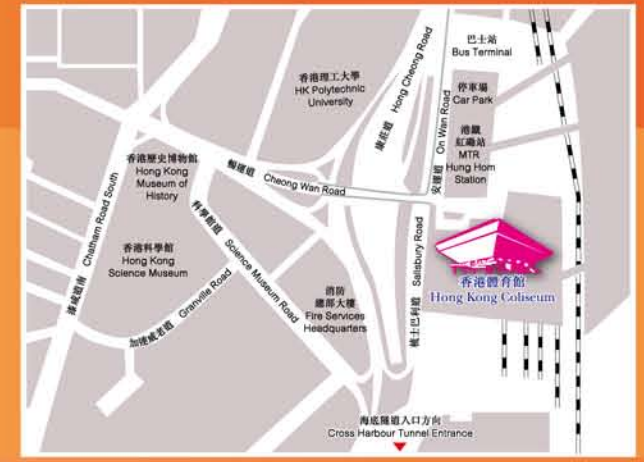 巴士站
Bus Terminal
香港理工大學
HK Polytechnic
University
康莊道 Hong Cheong Road
停車場
Car Park
安運道 On Wan Road
港鐵
紅磡站
MTR
Hung Hom
Station
香港歷史博物館
Hong Kong
Museum of
History
暢運道 Cheong Wan Road
科學館道 Science Museum Road
漆咸道南 Chatham Road South
香港科學館
Hong Kong
Science Museum
加連威老道 Granville Road
消防
總部大樓
Fire Services
Headquarters
梳士巴利道 Salisbury Road
香港體育館
Hong Kong Coliseum
海底隧道入口方向
Cross Harbour Tunnel Entrance